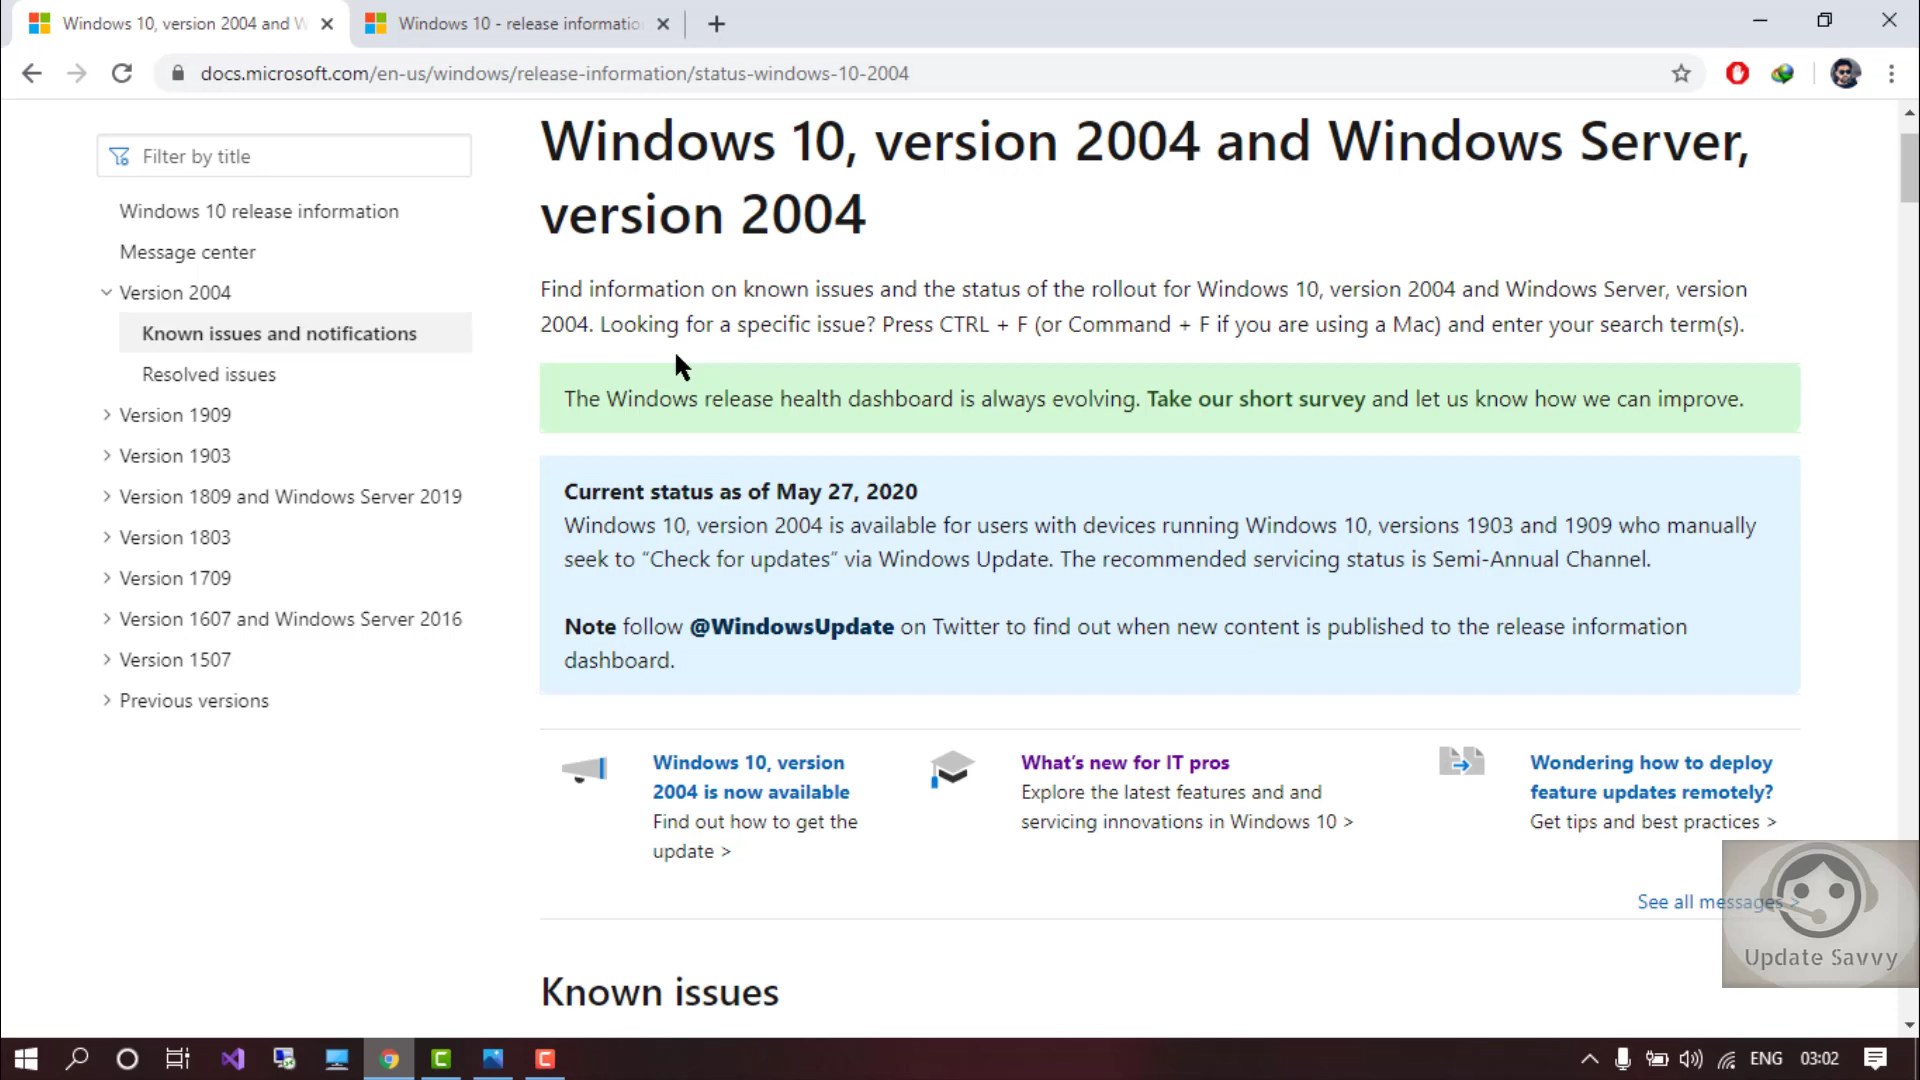 Windows 10, version 2004 and W
Windows 10 - release informatio
docs.microsoft.com/en-us/windows/release-information/status-windows-10-2004
Filter by title
Windows 10 release information
Message center
Version 2004
Known issues and notifications
Resolved issues
Version 1909
Version 1903
Version 1809 and Windows Server 2019
Version 1803
Version 1709
Version 1607 and Windows Server 2016
Version 1507
Previous versions
Windows 10, version 2004 and Windows Server,
version 2004
Find information on known issues and the status of the rollout for Windows 10, version 2004 and Windows Server, version
2004. Looking for a specific issue? Press CTRL + F (or Command + F if you are using a Mac) and enter your search term(s).
The Windows release health dashboard is always evolving. Take our short survey and let us know how we can improve.
Current status as of May 27, 2020
Windows 10, version 2004 is available for users with devices running Windows 10, versions 1903 and 1909 who manually
seek to “Check for updates” via Windows Update. The recommended servicing status is Semi-Annual Channel.
Note follow @WindowsUpdate on Twitter to find out when new content is published to the release information
dashboard.
Windows 10, version
2004 is now available
Find out how to get the
update >
What's new for IT pros
Explore the latest features and and
servicing innovations in Windows 10 >
Wondering how to deploy
feature updates remotely?
Get tips and best practices >
See all messages >
Update Savvy
Known issues
ENG 03:02